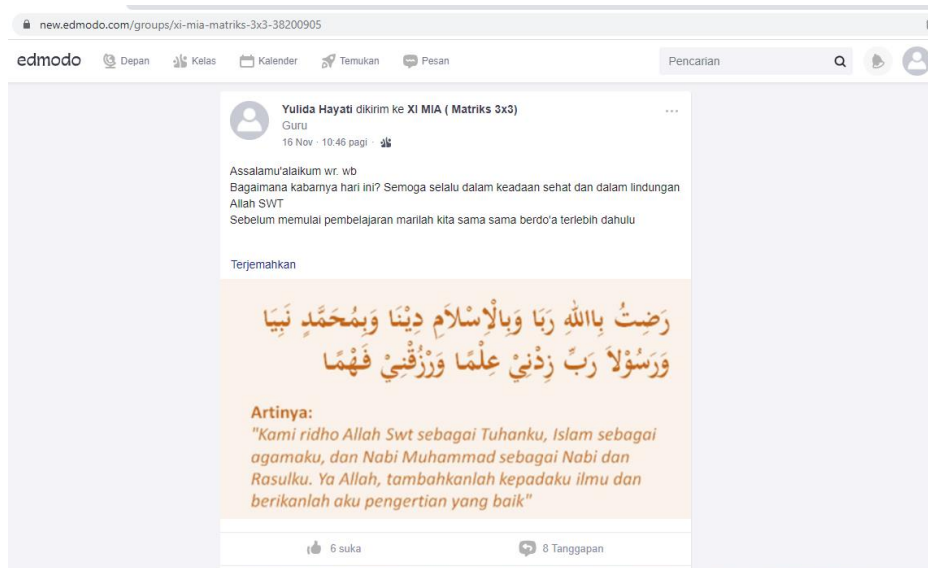 new.edmodo.com/groups/xi-mia-matriks-3x3-38200905
edmodo Depan Kelas Kalender Temukan Pesan Pencarian
Yulida Hayati dikirim ke XI MIA ( Matriks 3x3)
Guru
16 Nov · 10:46 pagi ·
Assalamu'alaikum wr. wb
Bagaimana kabarnya hari ini? Semoga selalu dalam keadaan sehat dan dalam lindungan
Allah SWT
Sebelum memulai pembelajaran marilah kita sama sama berdo'a terlebih dahulu
Terjemahkan
رَضِتُ بِااللهِ رَبَا وَبِالْاِسْلاَمِ دِيْنَا وَبِمُحَمَّدٍ نَبِيَا
وَرَسُوْلاَ رَبِّ زِدْنِيْ عِلْمًا وَرْزُقْنِيْ فَهْمًا
Artinya:
"Kami ridho Allah Swt sebagai Tuhanku, Islam sebagai
agamaku, dan Nabi Muhammad sebagai Nabi dan
Rasulku. Ya Allah, tambahkanlah kepadaku ilmu dan
berikanlah aku pengertian yang baik"
6 suka 8 Tanggapan